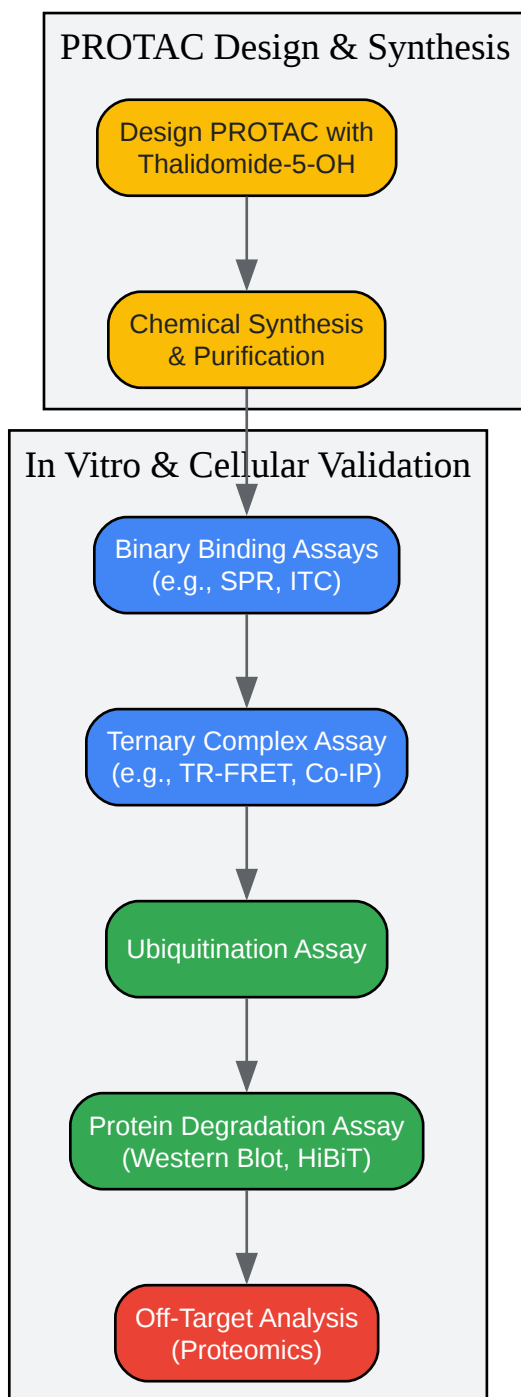 PROTAC Design & Synthesis
Design PROTAC with
Thalidomide-5-OH
Chemical Synthesis
& Purification
In Vitro & Cellular Validation
Binary Binding Assays
(e.g., SPR, ITC)
Ternary Complex Assay
(e.g., TR-FRET, Co-IP)
Ubiquitination Assay
Protein Degradation Assay
(Western Blot, HiBiT)
Off-Target Analysis
(Proteomics)